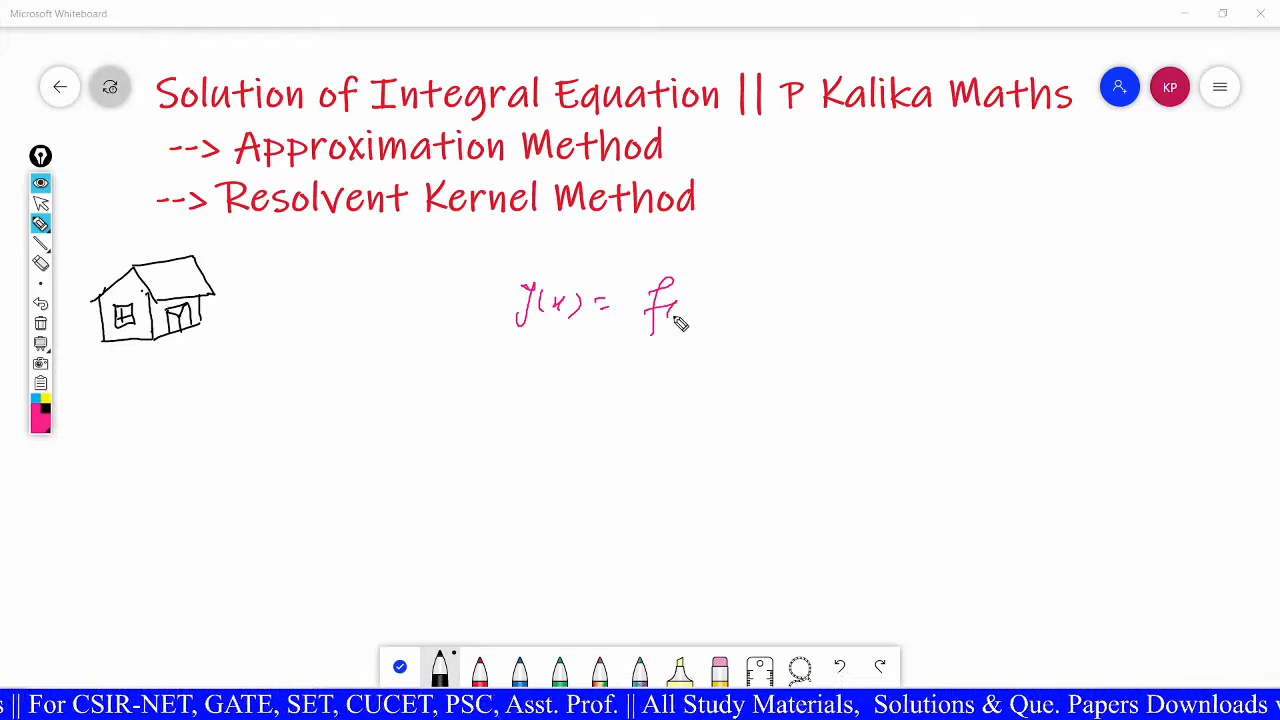 Microsoft Whiteboard
Solution of Integral Equation || P Kalika Maths
KP
--> Approximation Method
--> Resolvent Kernel Method
y(x) = f(
|| For CSIR-NET, GATE, SET, CUCET, PSC, Asst. Prof. || All Study Materials, Solutions & Que. Papers Downloads